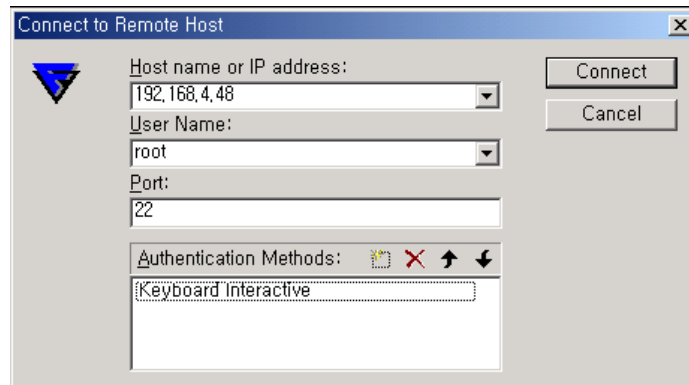 Connect to Remote Host
Host name or IP address:
192,168,4,48
Connect
User Name:
Cancel
root
Port:
22
Authentication Methods:
Keyboard Interactive